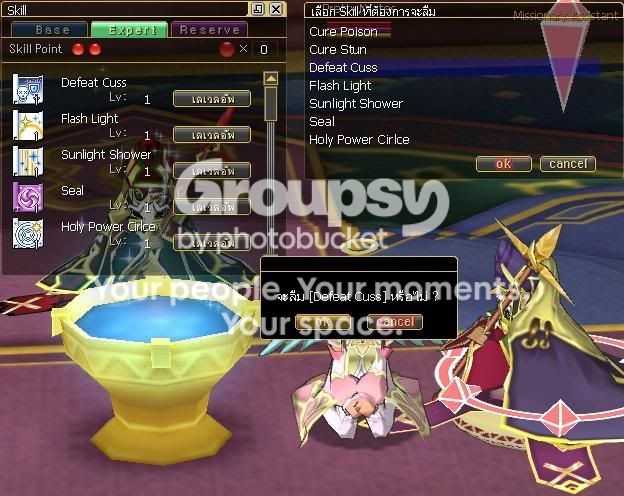 Skill
Base
Expert
Reserve
Skill Point
× 0
Defeat Cuss
Lv: 1
เลเวลอัพ
Flash Light
Lv: 1
เลเวลอัพ
Sunlight Shower
Lv: 1
เลเวลอัพ
Seal
Lv: 1
เลเวลอัพ
Holy Power Cirlce
Lv: 1
เลเวลอัพ
เลือก Skill ที่ต้องการจะลืม
Missionary Assistant
Cure Poison
Cure Stun
Defeat Cuss
Flash Light
Sunlight Shower
Seal
Holy Power Cirlce
ok
cancel
Groupsy
by photobucket
Your people. Your moments.
Your space.
จะลืม [Defeat Cuss] หรือไม่ ?
ok
cancel